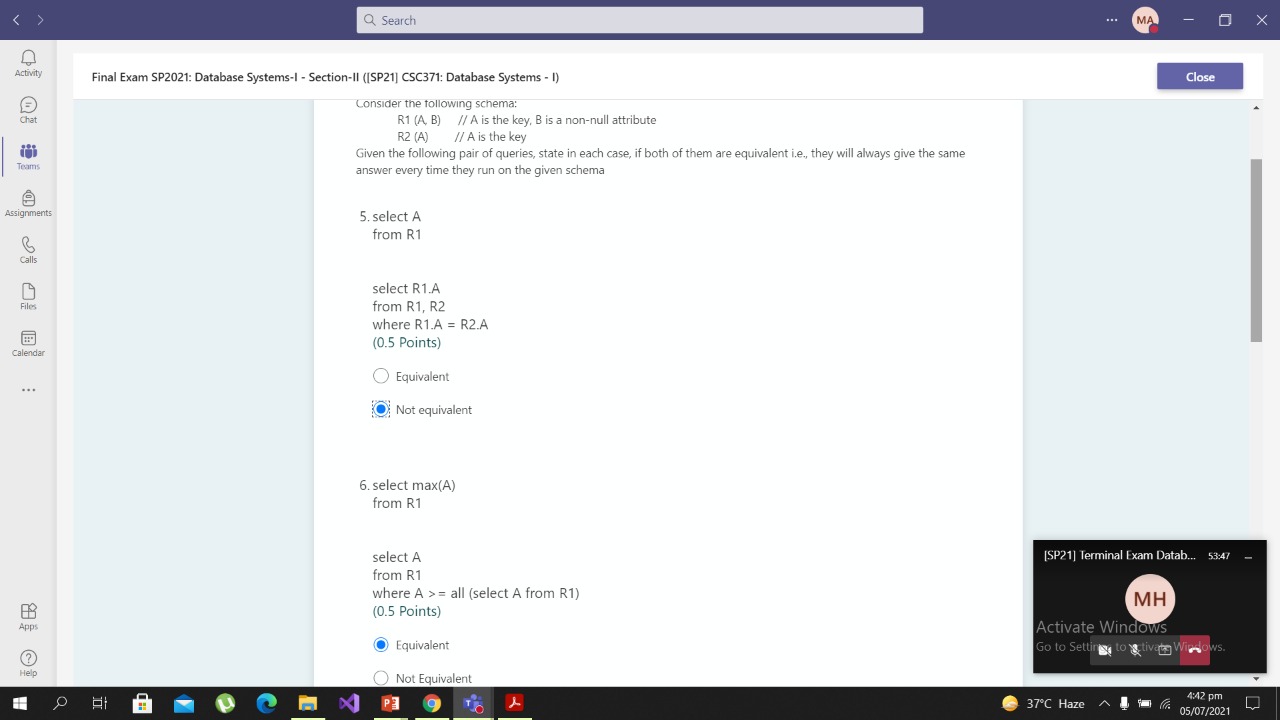 Search
MA
Activity
Chat
Teams
Assignments
Calls
Files
Calendar
Apps
Help
Final Exam SP2021: Database Systems-I - Section-II ([SP21] CSC371: Database Systems - I)
Close
Consider the following schema:
R1 (A, B) // A is the key, B is a non-null attribute
R2 (A) // A is the key
Given the following pair of queries, state in each case, if both of them are equivalent i.e., they will always give the same
answer every time they run on the given schema
5. select A
from R1
select R1.A
from R1, R2
where R1.A = R2.A
(0.5 Points)
Equivalent
Not equivalent
6. select max(A)
from R1
select A
from R1
where A >= all (select A from R1)
(0.5 Points)
Equivalent
Not Equivalent
[SP21] Terminal Exam Datab... 53:47
MH
Activate Windows
Go to Settings to activate Windows.
37°C Haze
4:42 pm
05/07/2021